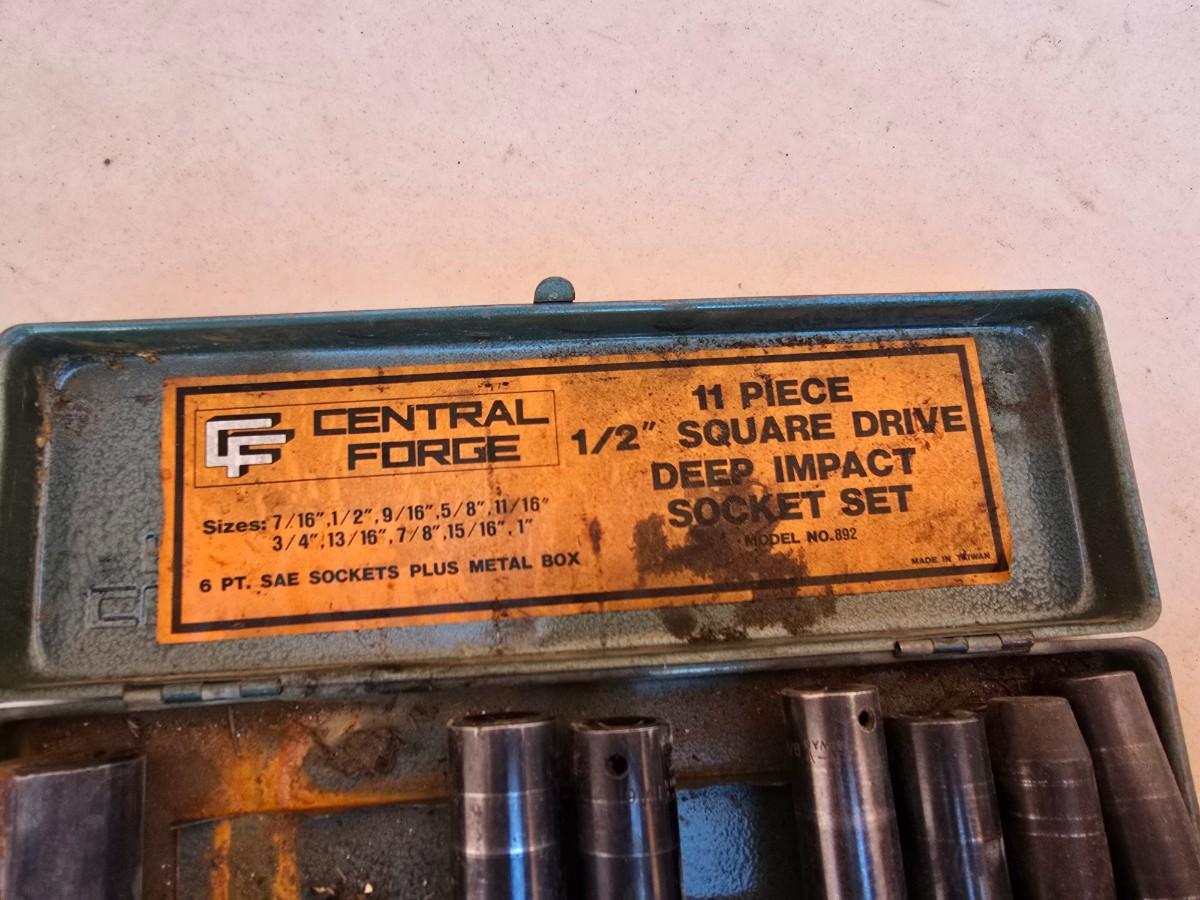 CENTRAL
FORGE
Sizes: 7/16",1/2",9/16",5/8",11/16"
3/4",13/16",7/8",15/16",1"
6 PT. SAE SOCKETS PLUS METAL BOX
11 PIECE
1/2" SQUARE DRIVE
DEEP IMPACT
SOCKET SET
MODEL NO.892
MADE IN TAIWAN